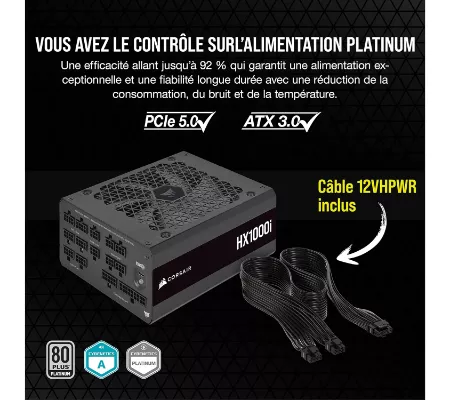 VOUS AVEZ LE CONTRÔLE SURL'ALIMENTATION PLATINUM
Une efficacité allant jusqu'à 92 % qui garantit une alimentation ex-
ceptionnelle et une fiabilité longue durée avec une réduction de la
consommation, du bruit et de la température.
PCIe 5.0 ATX 3.0
Câble 12VHPWR
inclus
HX1000i
CORSAIR
80
PLUS
PLATINUM
CYBENETICS
A
CYBENETICS
PLATINUM